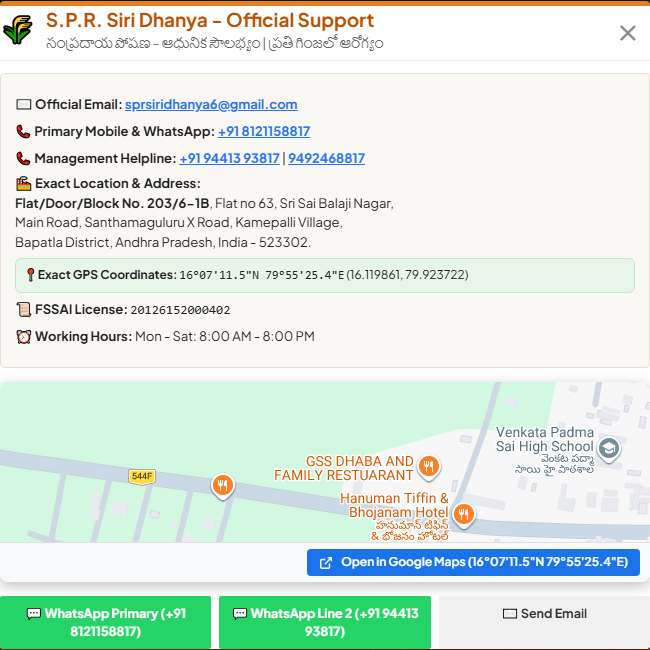 S.P.R. Siri Dhanya – Official Support
సంప్రదాయ పోషణ – ఆధునిక సౌలభ్యం | ప్రతి గింజలో ఆరోగ్యం
Official Email: sprsiridhanya6@gmail.com
Primary Mobile & WhatsApp: +91 8121158817
Management Helpline: +91 94413 93817 | 9492468817
Exact Location & Address:
Flat/Door/Block No. 203/6-1B, Flat no 63, Sri Sai Balaji Nagar,
Main Road, Santhamaguluru X Road, Kamepalli Village,
Bapatla District, Andhra Pradesh, India - 523302.
Exact GPS Coordinates: 16°07'11.5"N 79°55'25.4"E (16.119861, 79.923722)
FSSAI License: 20126152000402
Working Hours: Mon - Sat: 8:00 AM - 8:00 PM
Venkata Padma
Sai High School
వెంకట పద్మా
సాయి హై పాఠశాల
GSS DHABA AND
FAMILY RESTUARANT
544F
Hanuman Tiffin &
Bhojanam Hotel
హనుమాన్ టిఫిన్
& భోజనం హోటల్
Open in Google Maps (16°07'11.5"N 79°55'25.4"E)
WhatsApp Primary (+91
8121158817)
WhatsApp Line 2 (+91 94413
93817)
Send Email